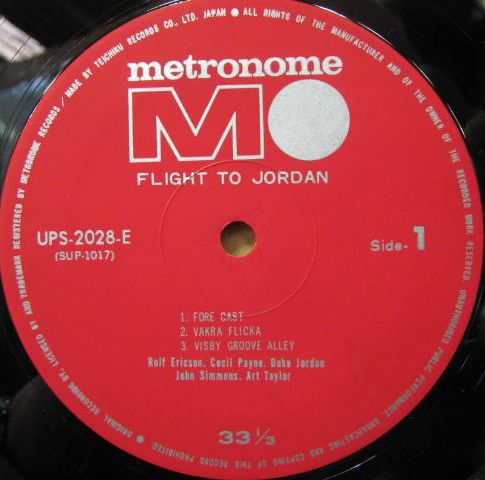 metronome
MO
FLIGHT TO JORDAN
UPS-2028-E
(SUP-1017)
Side-1
1. FORE CAST
2. VAKRA FLICKA
3. VISBY GROOVE ALLEY
Rolf Ericson. Cecil Payne. Duke Jordan
John Simmons. Art Taylor
33 1/3
● ORIGINAL RECORDING BY, LICENSED BY AND TRADEMARK REGISTERED BY METRONOME RECORDS / MADE BY TEICHIKU RECORDS CO., LTD. JAPAN ● ALL RIGHTS OF THE MANUFACTURER AND OF THE OWNER OF THE RECORDED WORK RESERVED. UNAUTHORIZED PUBLIC PERFORMANCE, BROADCASTING AND COPYING OF THIS RECORD PROHIBITED.